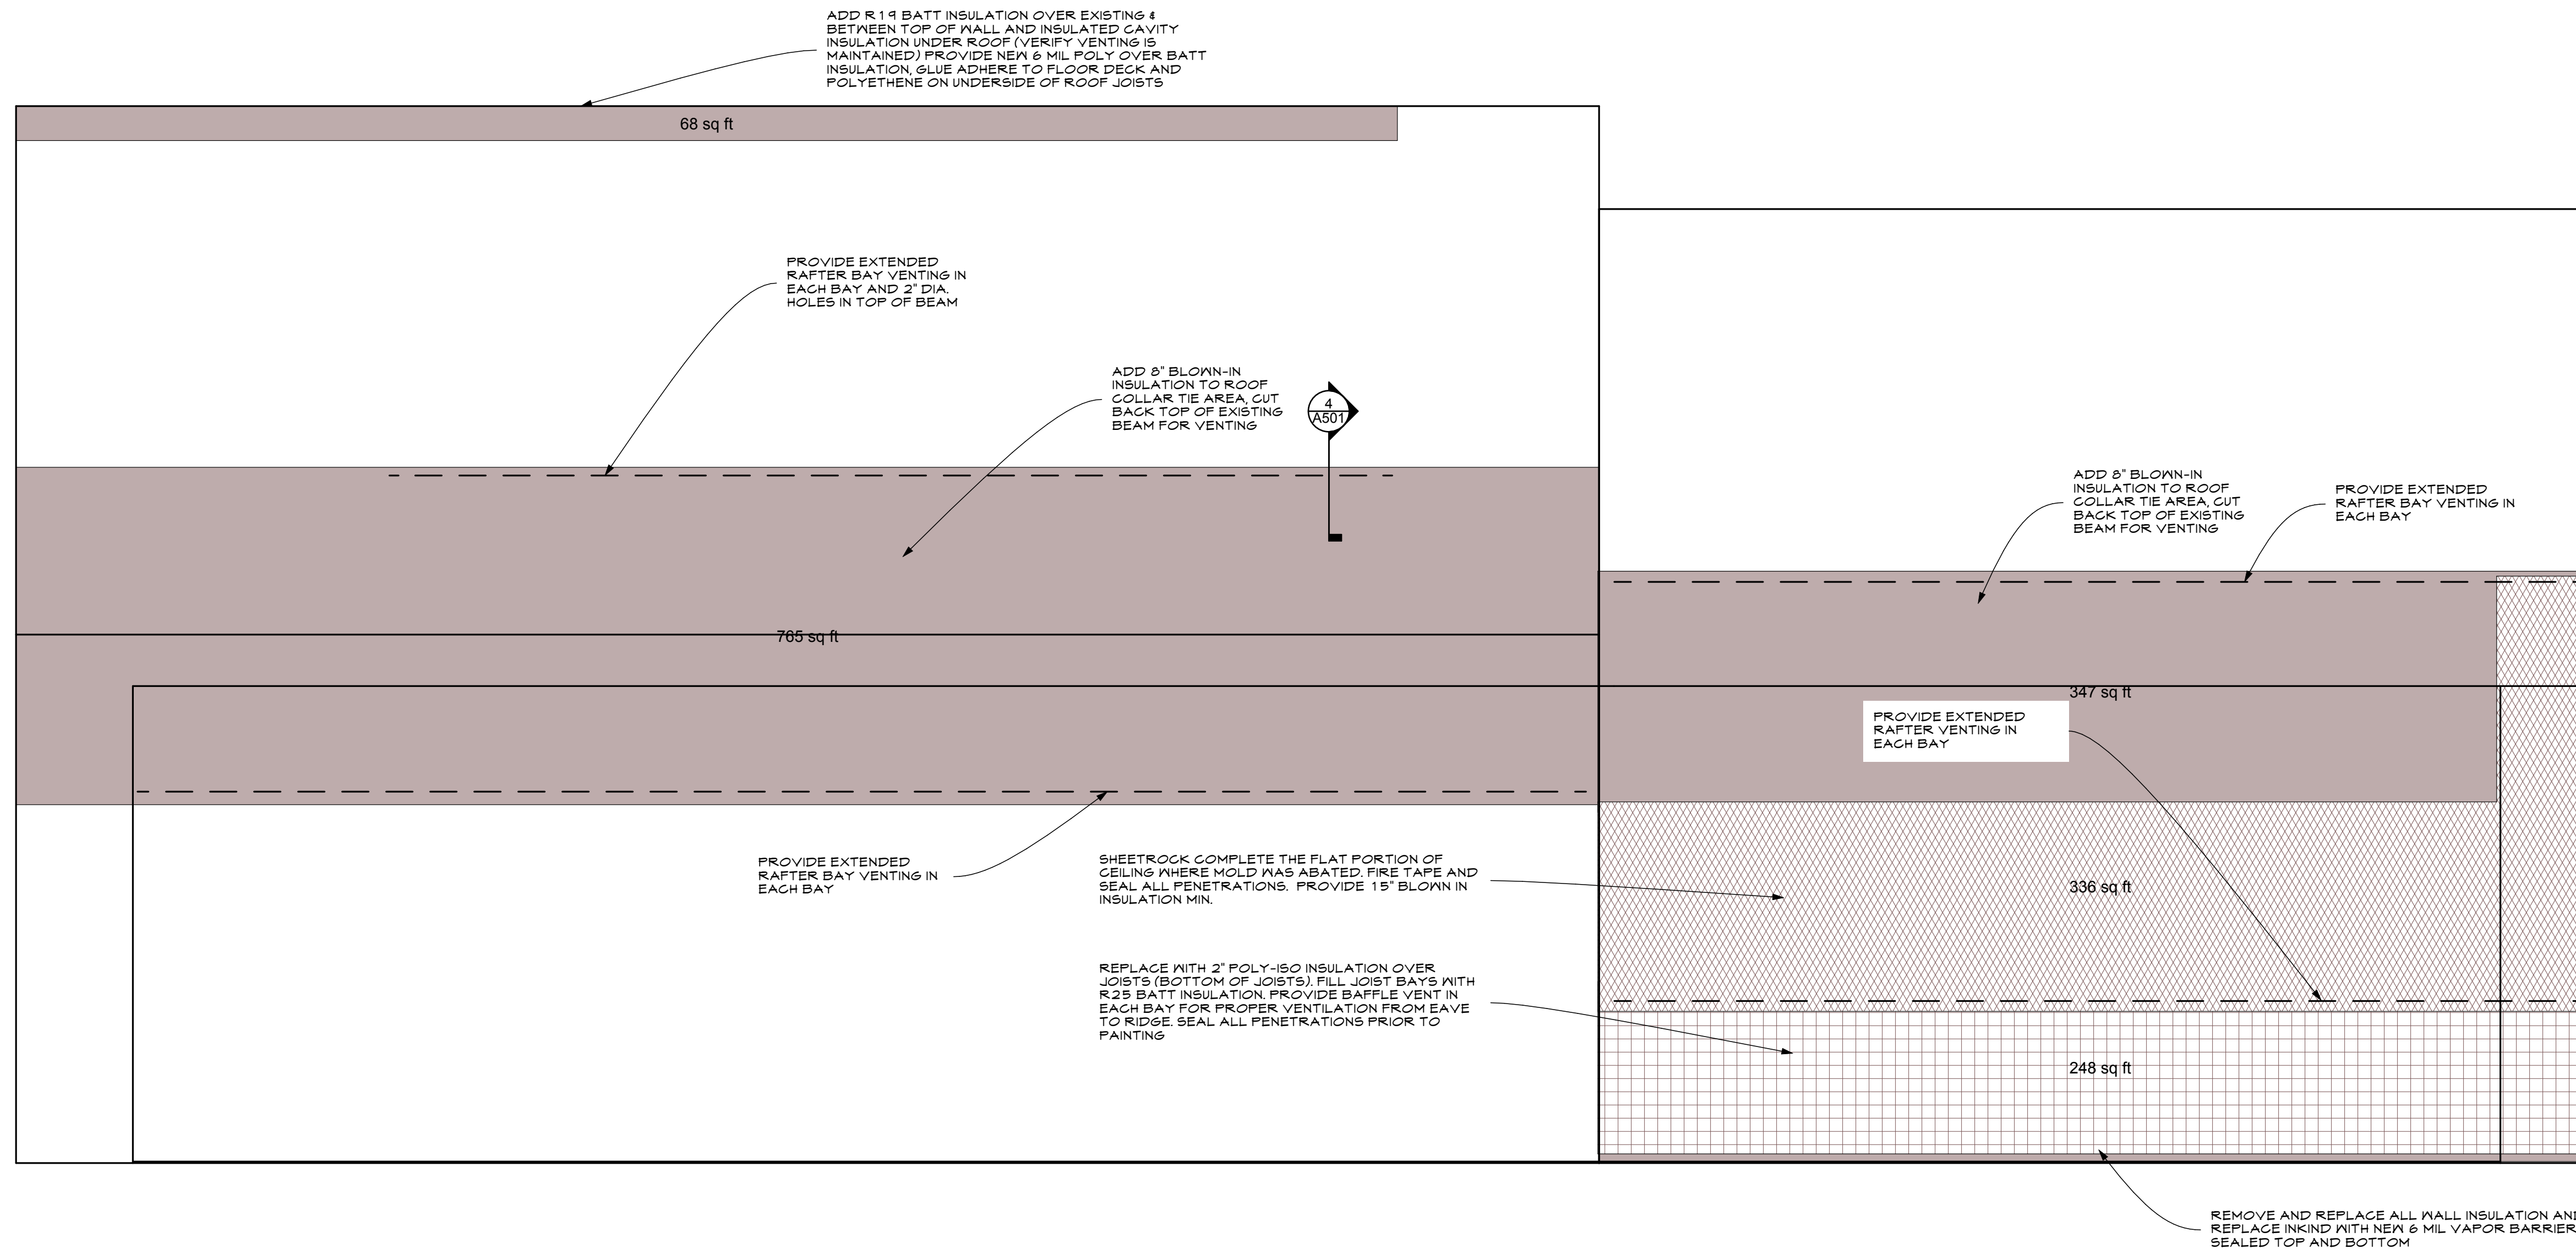 ADD R19 BATT INSULATION OVER EXISTING &
BETWEEN TOP OF WALL AND INSULATED CAVITY
INSULATION UNDER ROOF (VERIFY VENTING IS
MAINTAINED) PROVIDE NEW 6 MIL POLY OVER BATT
INSULATION, GLUE ADHERE TO FLOOR DECK AND
POLYETHENE ON UNDERSIDE OF ROOF JOISTS
68 sq ft
PROVIDE EXTENDED
RAFTER BAY VENTING IN
EACH BAY AND 2" DIA.
HOLES IN TOP OF BEAM
ADD 8" BLOWN-IN
INSULATION TO ROOF
COLLAR TIE AREA, CUT
BACK TOP OF EXISTING
BEAM FOR VENTING
4
A501
ADD 8" BLOWN-IN
INSULATION TO ROOF
COLLAR TIE AREA, CUT
BACK TOP OF EXISTING
BEAM FOR VENTING
PROVIDE EXTENDED
RAFTER BAY VENTING IN
EACH BAY
765 sq ft
347 sq ft
PROVIDE EXTENDED
RAFTER VENTING IN
EACH BAY
PROVIDE EXTENDED
RAFTER BAY VENTING IN
EACH BAY
SHEETROCK COMPLETE THE FLAT PORTION OF
CEILING WHERE MOLD WAS ABATED. FIRE TAPE AND
SEAL ALL PENETRATIONS. PROVIDE 15" BLOWN IN
INSULATION MIN.
336 sq ft
REPLACE WITH 2" POLY-ISO INSULATION OVER
JOISTS (BOTTOM OF JOISTS). FILL JOIST BAYS WITH
R25 BATT INSULATION. PROVIDE BAFFLE VENT IN
EACH BAY FOR PROPER VENTILATION FROM EAVE
TO RIDGE. SEAL ALL PENETRATIONS PRIOR TO
PAINTING
248 sq ft
REMOVE AND REPLACE ALL WALL INSULATION AND
REPLACE INKIND WITH NEW 6 MIL VAPOR BARRIER
SEALED TOP AND BOTTOM